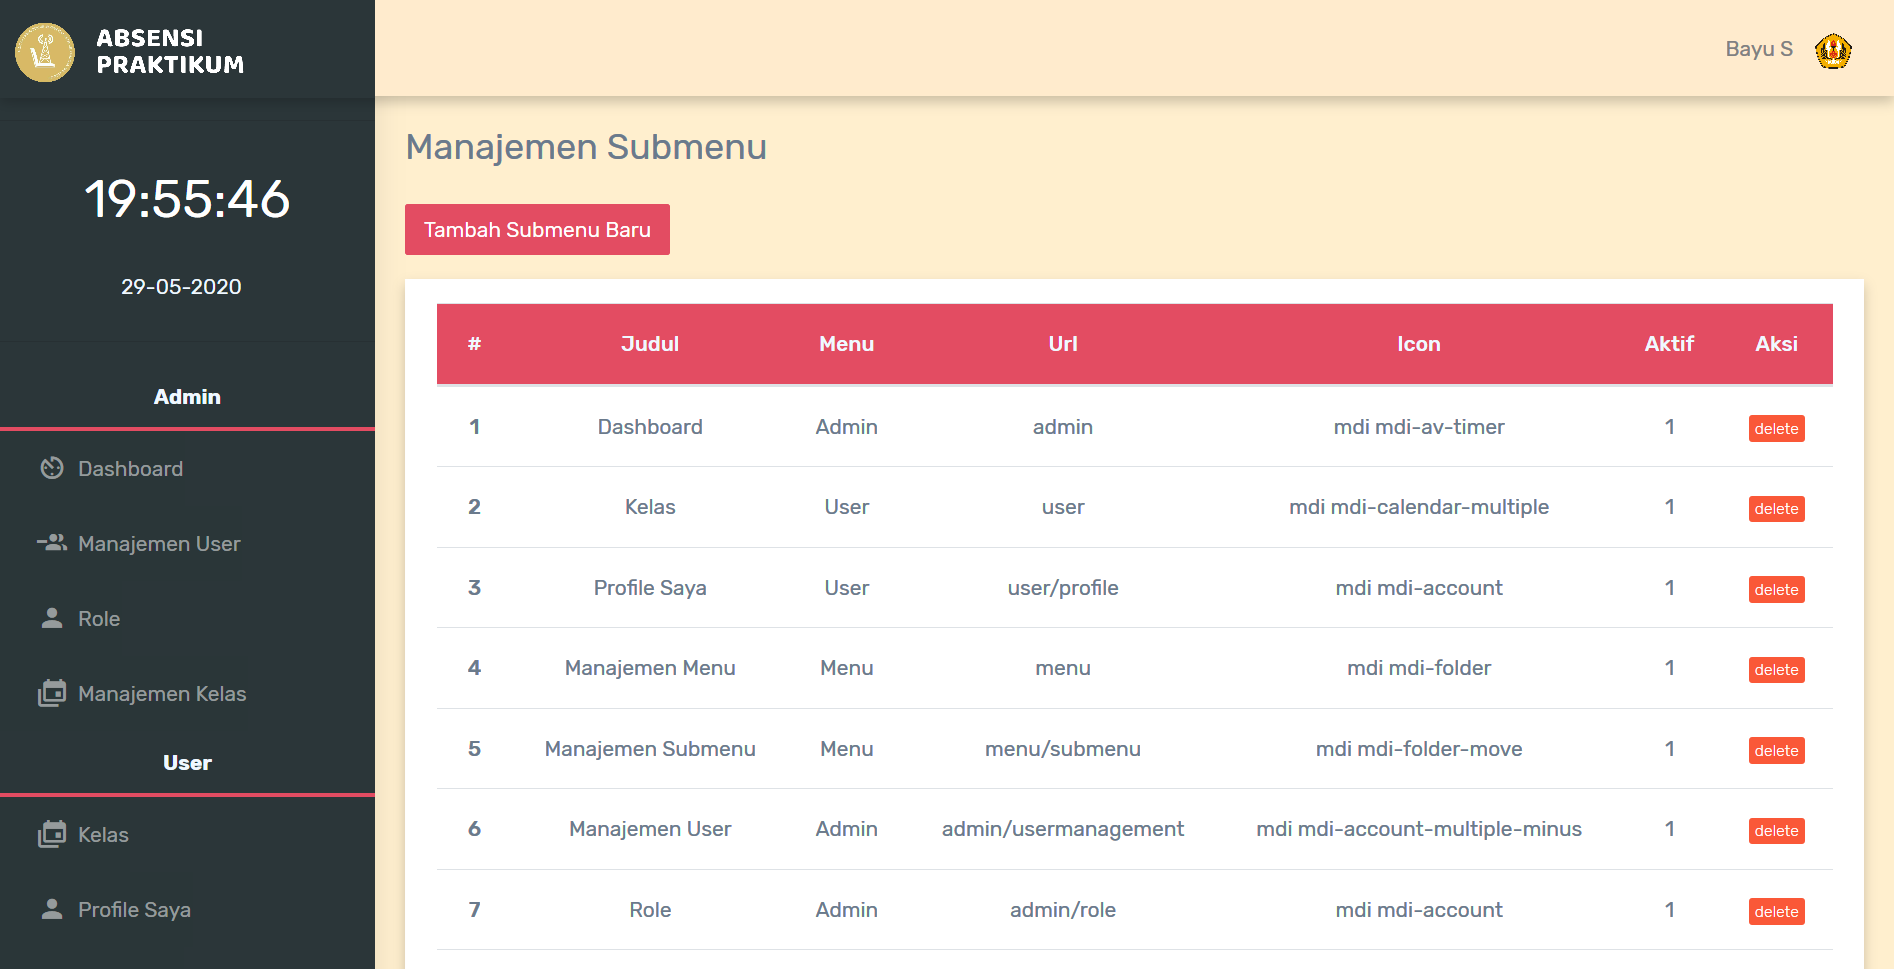 ABSENSI
PRAKTIKUM
Bayu S
19:55:46
29-05-2020
Admin
Dashboard
Manajemen User
Role
Manajemen Kelas
User
Kelas
Profile Saya
Manajemen Submenu
Tambah Submenu Baru
# Judul Menu Url Icon Aktif Aksi
1 Dashboard Admin admin mdi mdi-av-timer 1 delete
2 Kelas User user mdi mdi-calendar-multiple 1 delete
3 Profile Saya User user/profile mdi mdi-account 1 delete
4 Manajemen Menu Menu menu mdi mdi-folder 1 delete
5 Manajemen Submenu Menu menu/submenu mdi mdi-folder-move 1 delete
6 Manajemen User Admin admin/usermanagement mdi mdi-account-multiple-minus 1 delete
7 Role Admin admin/role mdi mdi-account 1 delete